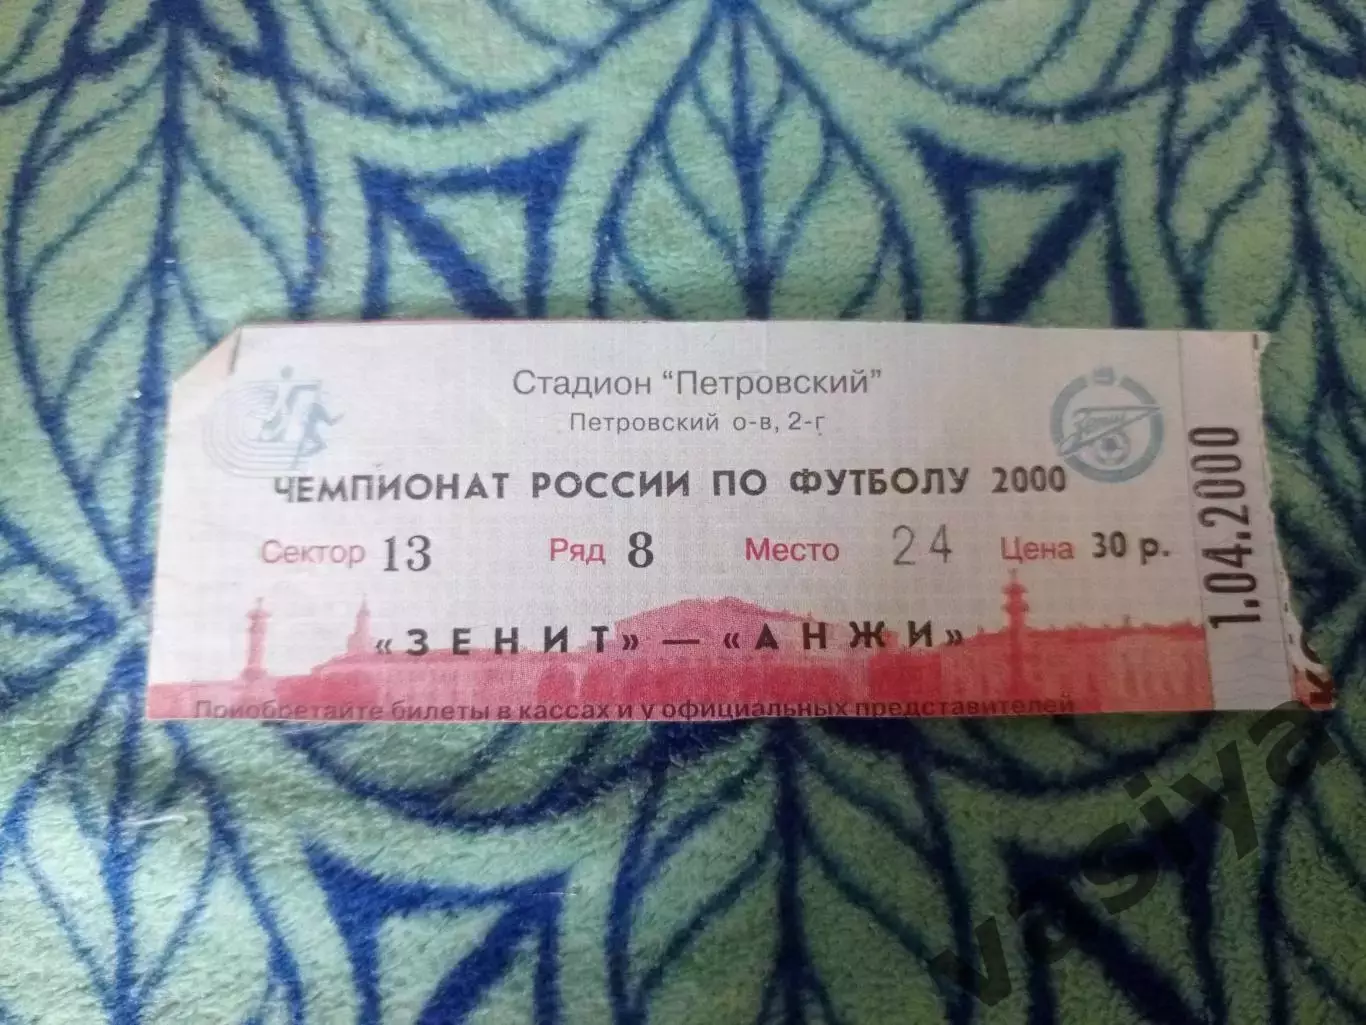 Стадион "Петровский"
Петровский о-в, 2-г
ЧЕМПИОНАТ РОССИИ ПО ФУТБОЛУ 2000
Сектор 13 Ряд 8 Место 24 Цена 30 р.
«ЗЕНИТ» — «АНЖИ»
Приобретайте билеты в кассах и у официальных представителей
1.04.2000
vasiya